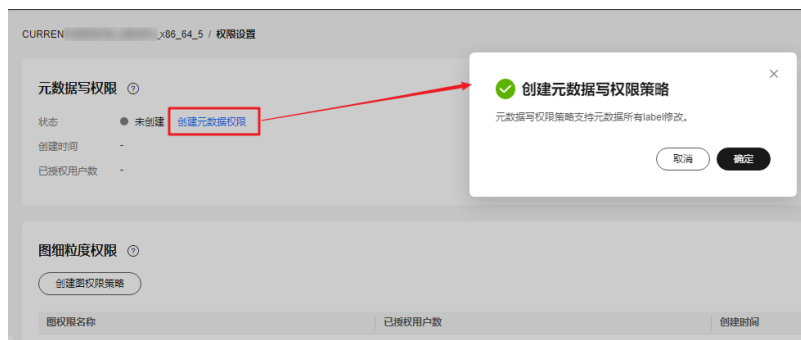 CURREN x86_64_5 / 权限设置
元数据写权限
状态 未创建 创建元数据权限
创建时间 -
已授权用户数 -
创建元数据写权限策略
元数据写权限策略支持元数据所有label修改。
取消 确定
图细粒度权限
创建图权限策略
图权限名称 已授权用户数 创建时间